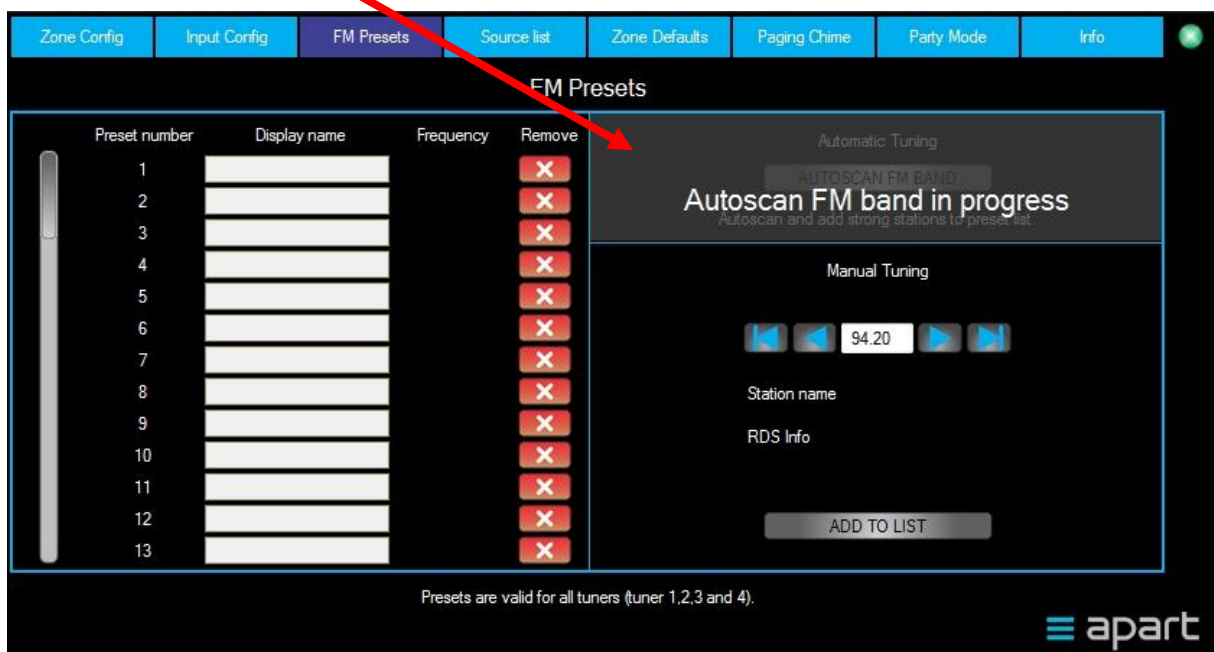 Zone Config Input Config FM Presets Source list Zone Defaults Paging Chime Party Mode Info
FM Presets
Preset number Display name Frequency Remove
1
2
3
4
5
6
7
8
9
10
11
12
13
Automatic Tuning
AUTOSCAN FM BAND
Autoscan FM band in progress
Autoscan and add strong stations to preset list.
Manual Tuning
94.20
Station name
RDS Info
ADD TO LIST
Presets are valid for all tuners (tuner 1,2,3 and 4).
apart